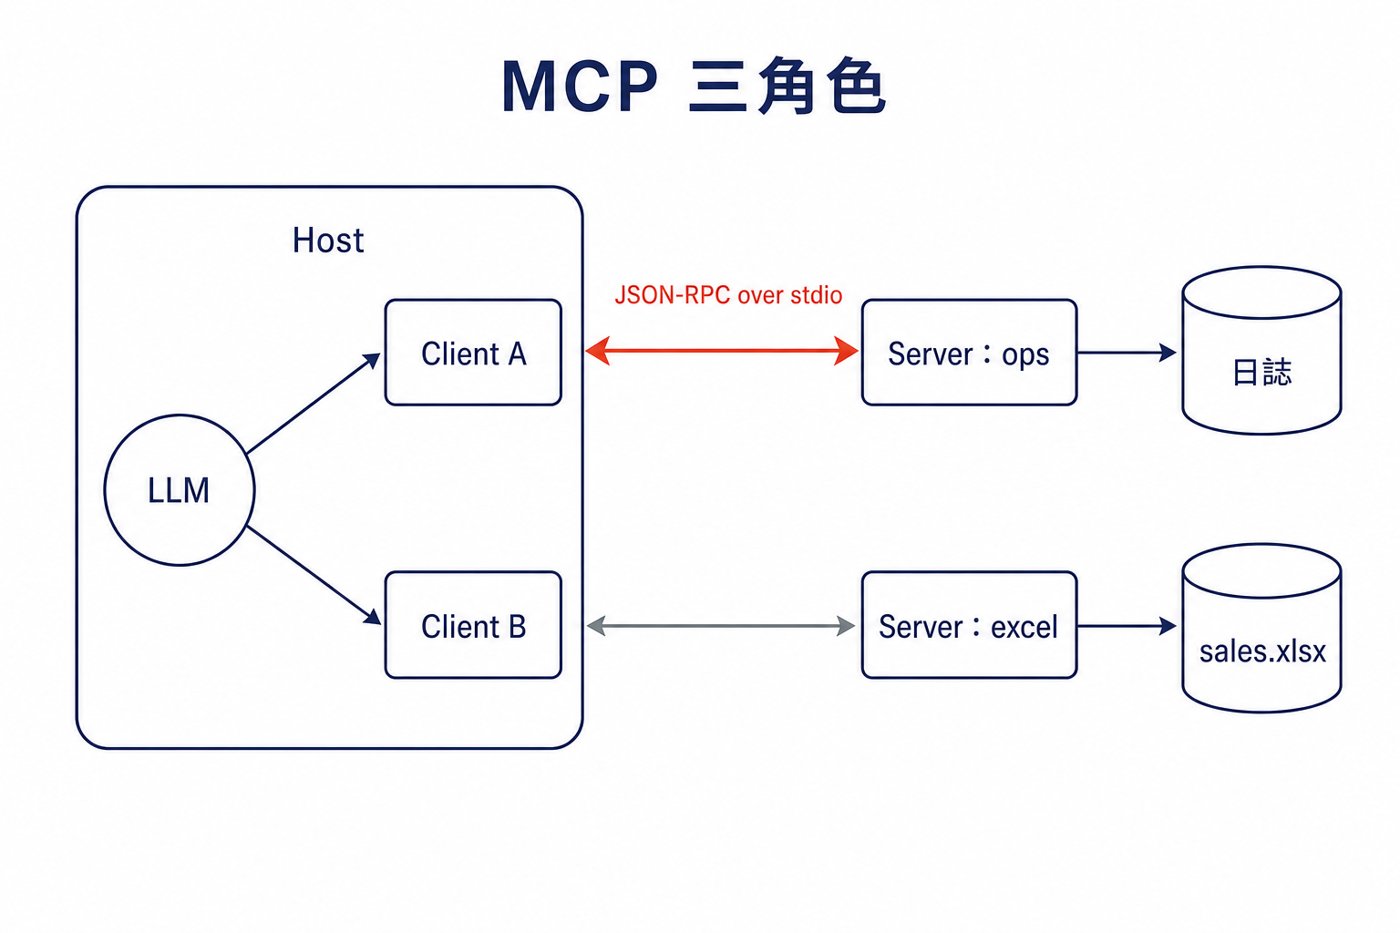 MCP 三角色
Host
JSON-RPC over stdio
Client A
Server：ops
日誌
LLM
Client B
Server：excel
sales.xlsx